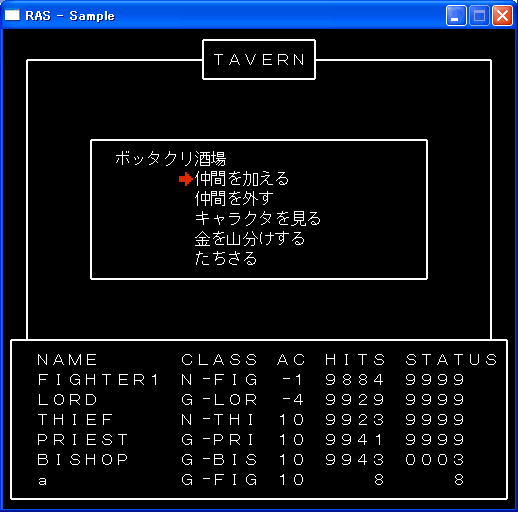 RAS - Sample
TAVERN
ボッタクリ酒場
仲間を加える
仲間を外す
キャラクタを見る
金を山分けする
たちさる
NAME CLASS AC HITS STATUS
FIGHTER1 N-FIG -1 9884 9999
LORD G-LOR -4 9929 9999
THIEF N-THI 10 9923 9999
PRIEST G-PRI 10 9941 9999
BISHOP G-BIS 10 9943 0003
a G-FIG 10 8 8